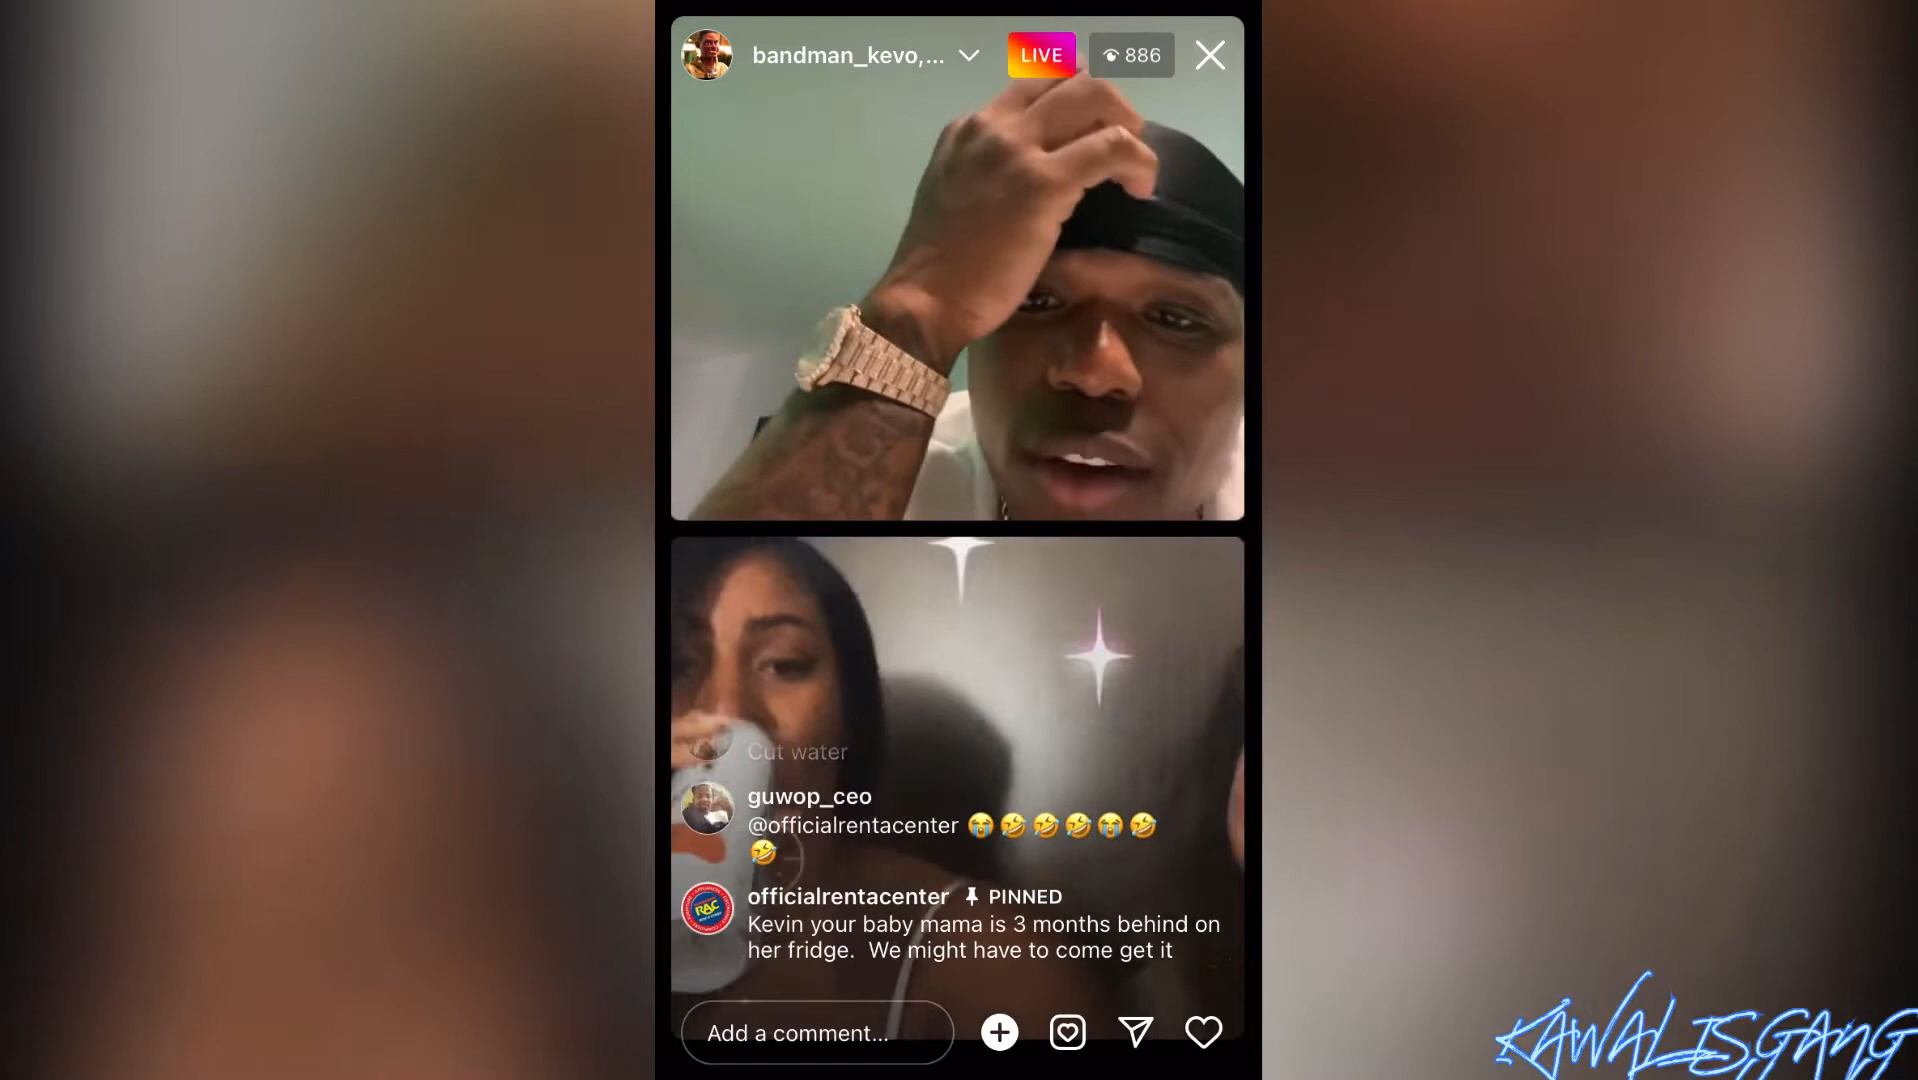 bandman_kevo,...
LIVE
886
Cut water
guwop_ceo
@officialrentacenter 😭🤣🤣🤣😭🤣
🤣
officialrentacenter PINNED
RAC
Kevin your baby mama is 3 months behind on
her fridge. We might have to come get it
Add a comment...
KAWALISGANG